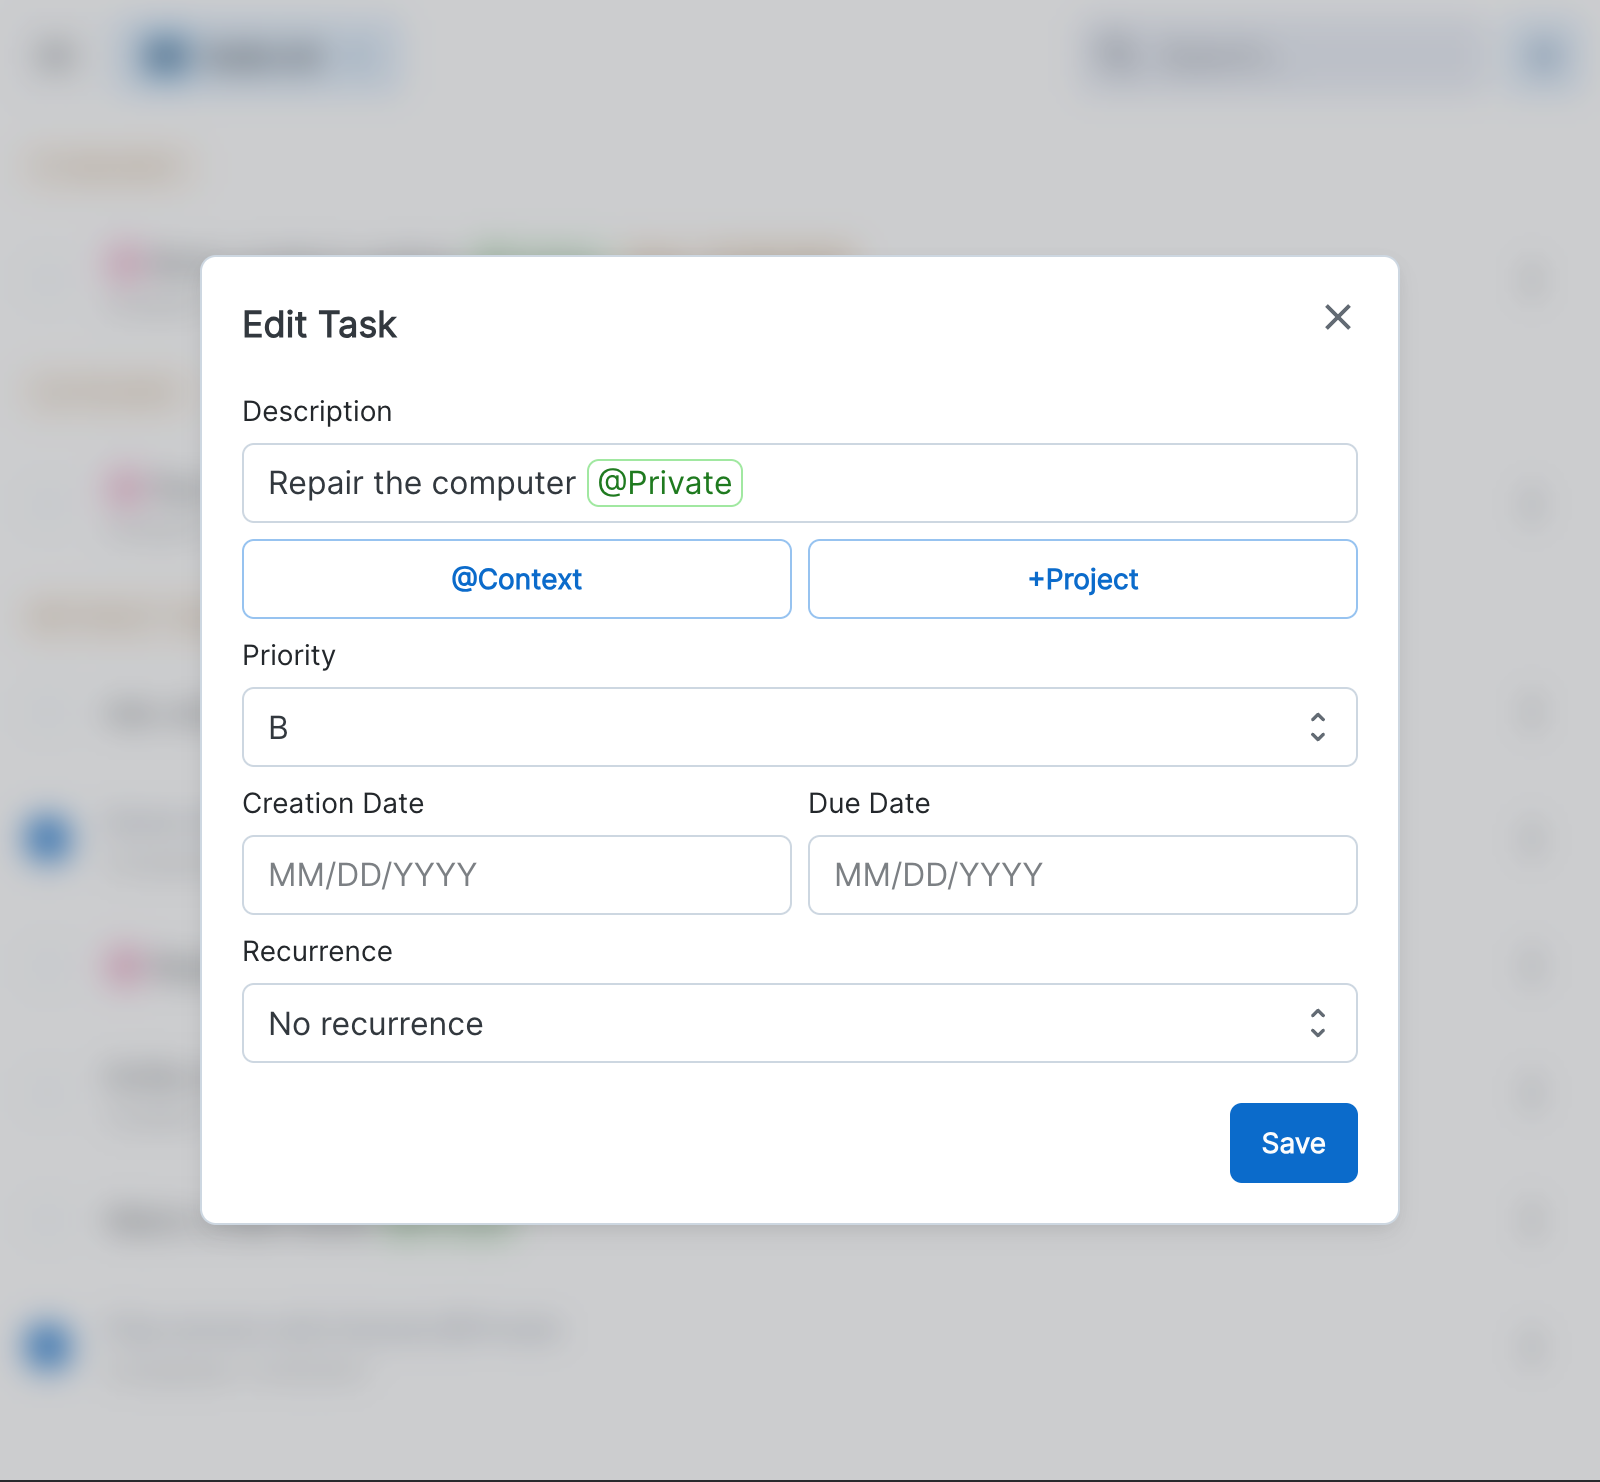 Edit Task
Description
Repair the computer @Private
@Context +Project
Priority
B
Creation Date Due Date
MM/DD/YYYY MM/DD/YYYY
Recurrence
No recurrence
Save